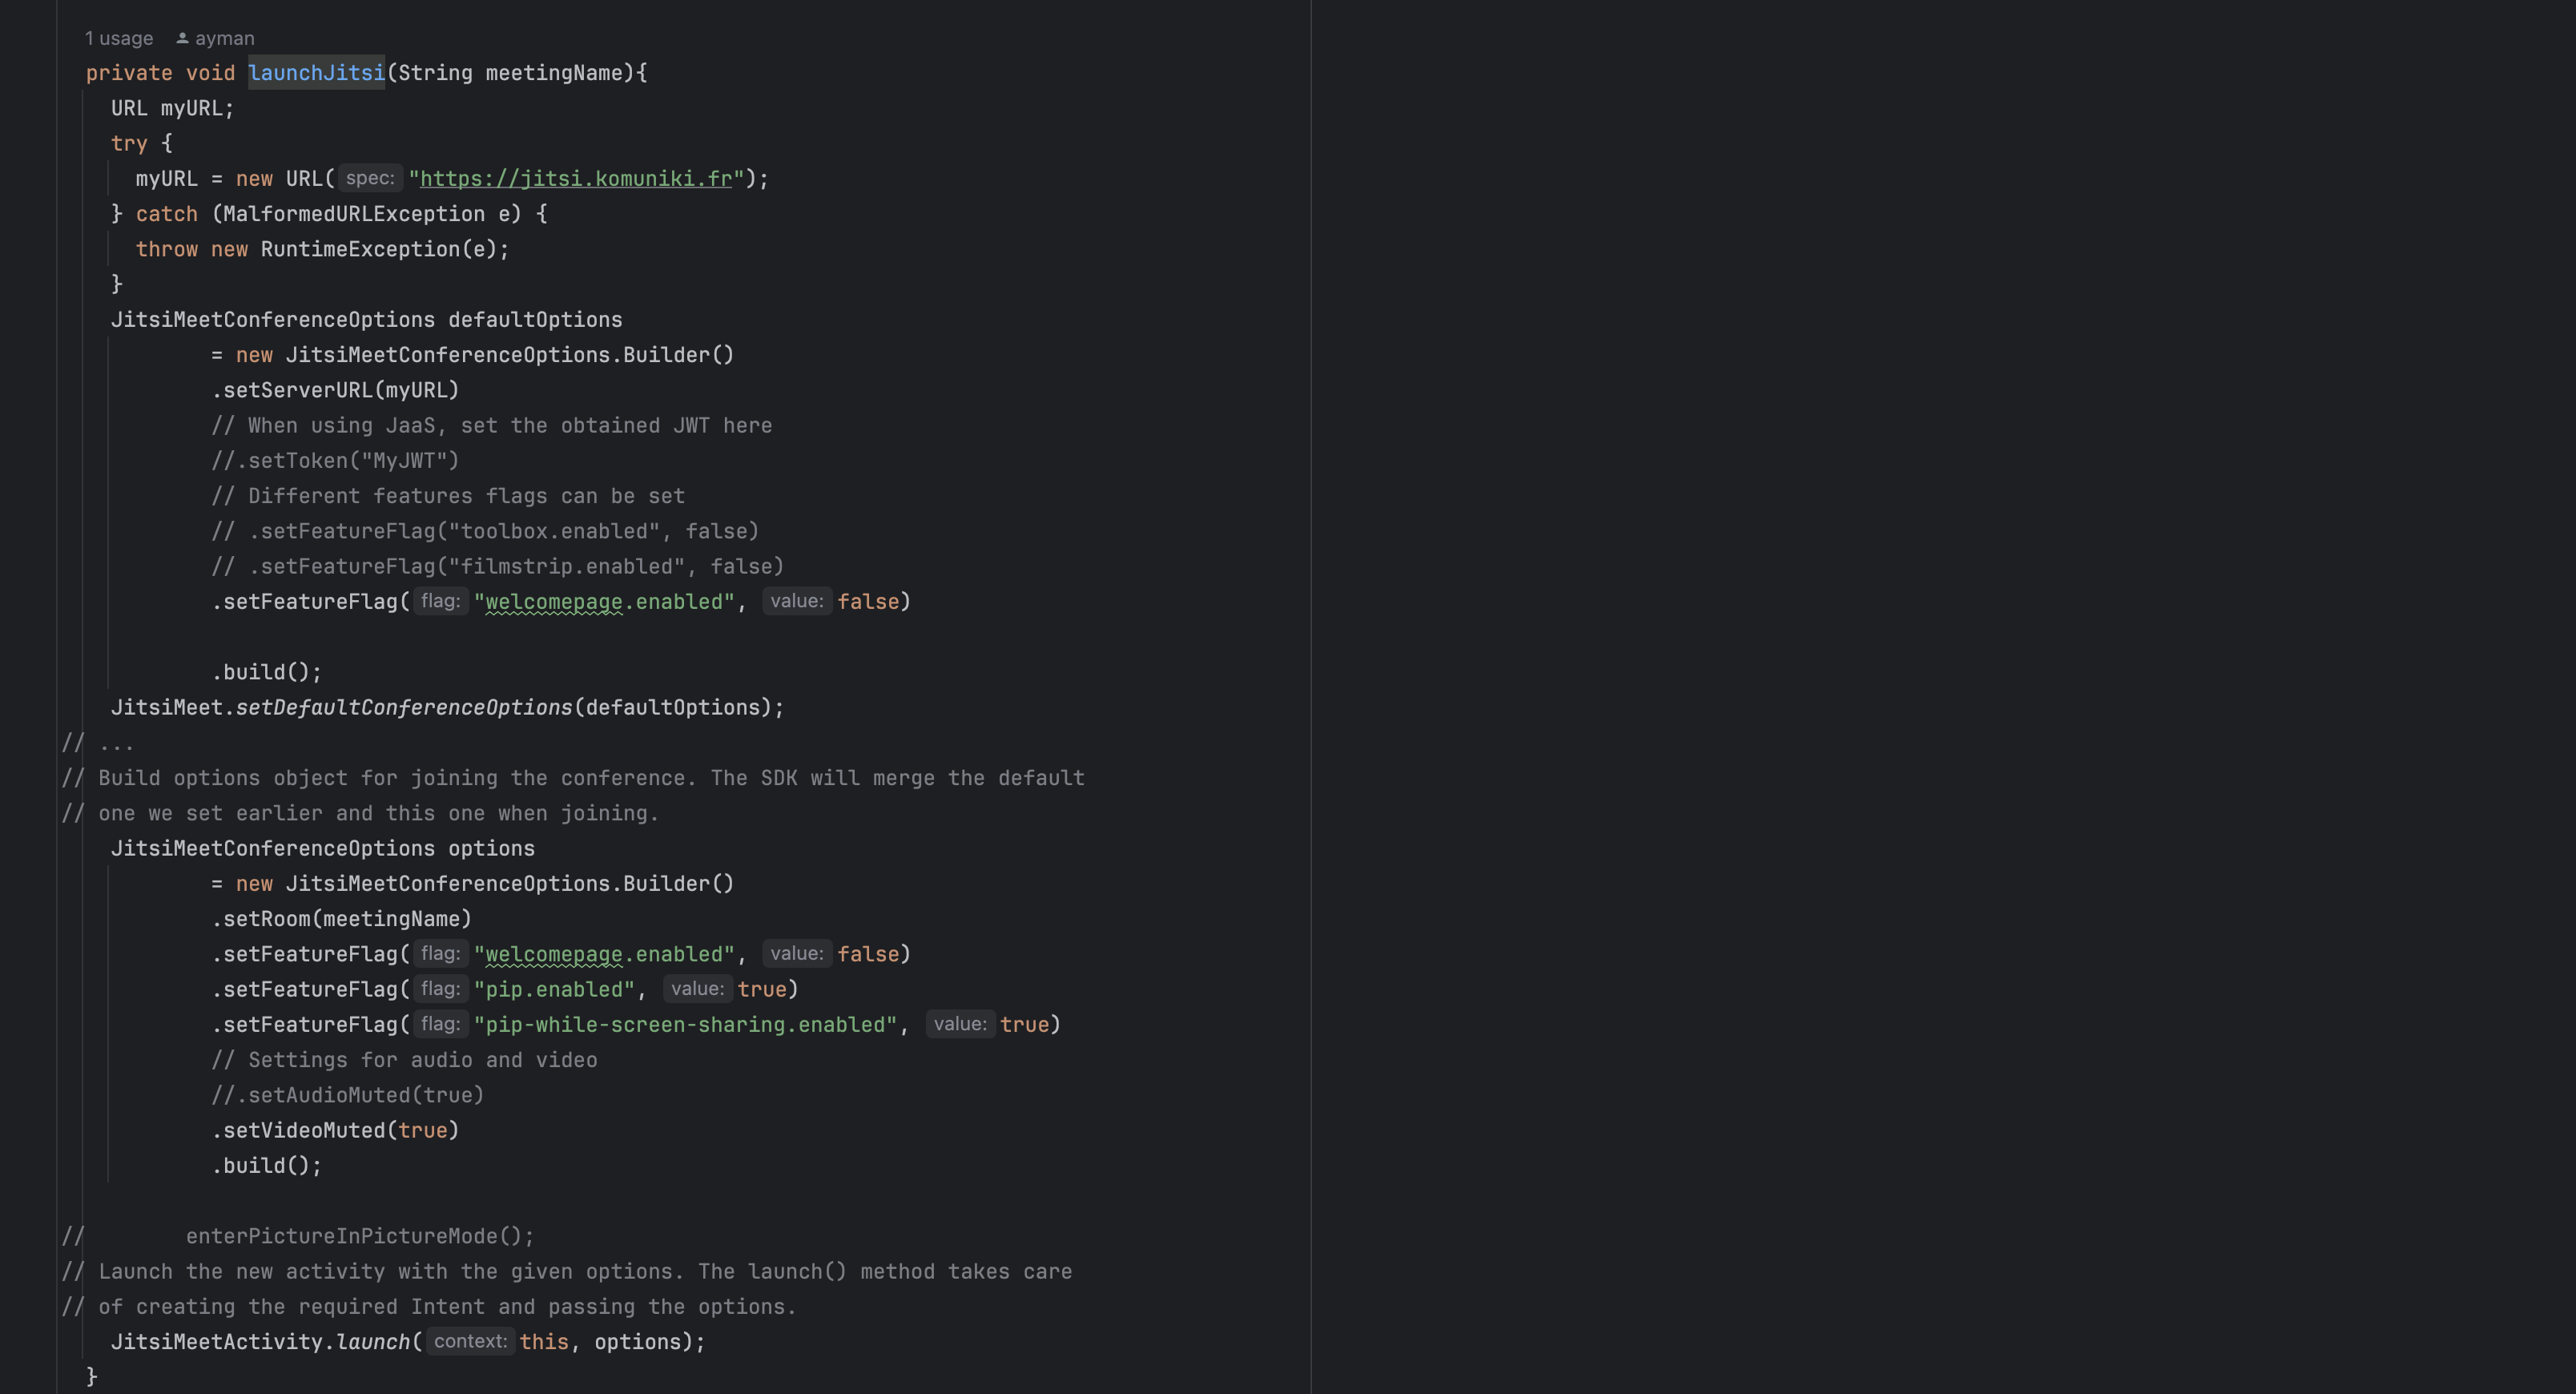 1 usage ayman
private void launchJitsi(String meetingName){
URL myURL;
try {
myURL = new URL( spec: "https://jitsi.komuniki.fr");
} catch (MalformedURLException e) {
throw new RuntimeException(e);
}
JitsiMeetConferenceOptions defaultOptions
= new JitsiMeetConferenceOptions.Builder()
.setServerURL(myURL)
// When using JaaS, set the obtained JWT here
//.setToken("MyJWT")
// Different features flags can be set
// .setFeatureFlag("toolbox.enabled", false)
// .setFeatureFlag("filmstrip.enabled", false)
.setFeatureFlag( flag: "welcomepage.enabled", value: false)
.build();
JitsiMeet.setDefaultConferenceOptions(defaultOptions);
// ...
// Build options object for joining the conference. The SDK will merge the default
// one we set earlier and this one when joining.
JitsiMeetConferenceOptions options
= new JitsiMeetConferenceOptions.Builder()
.setRoom(meetingName)
.setFeatureFlag( flag: "welcomepage.enabled", value: false)
.setFeatureFlag( flag: "pip.enabled", value: true)
.setFeatureFlag( flag: "pip-while-screen-sharing.enabled", value: true)
// Settings for audio and video
//.setAudioMuted(true)
.setVideoMuted(true)
.build();
// enterPictureInPictureMode();
// Launch the new activity with the given options. The launch() method takes care
// of creating the required Intent and passing the options.
JitsiMeetActivity.launch( context: this, options);
}